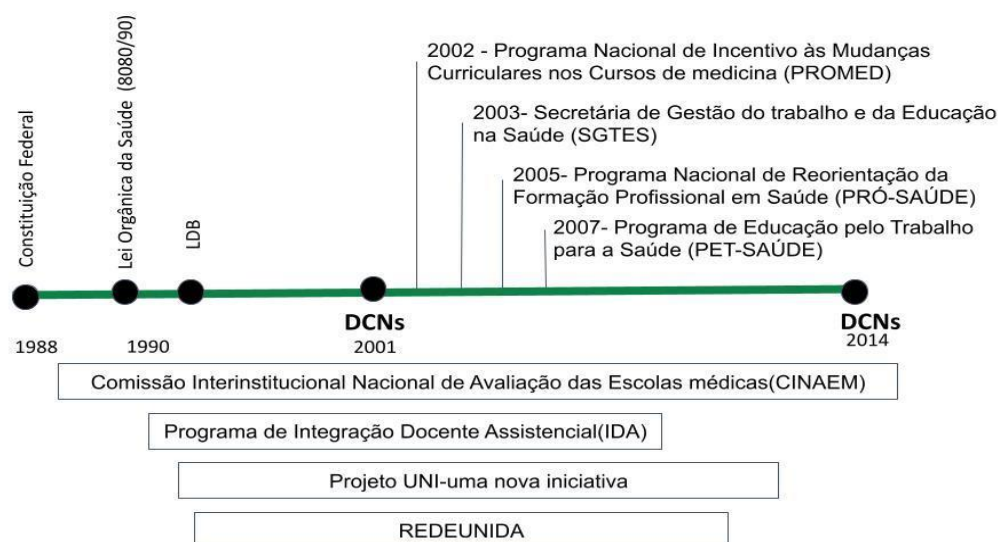 Constituição Federal
Lei Orgânica da Saúde (8080/90)
LDB
2002 - Programa Nacional de Incentivo às Mudanças
Curriculares nos Cursos de medicina (PROMED)
2003- Secretária de Gestão do trabalho e da Educação
na Saúde (SGTES)
2005- Programa Nacional de Reorientação da
Formação Profissional em Saúde (PRÓ-SAÚDE)
2007- Programa de Educação pelo Trabalho
para a Saúde (PET-SAÚDE)
1988
1990
DCNs
2001
DCNs
2014
Comissão Interinstitucional Nacional de Avaliação das Escolas médicas(CINAEM)
Programa de Integração Docente Assistencial(IDA)
Projeto UNI-uma nova iniciativa
REDEUNIDA